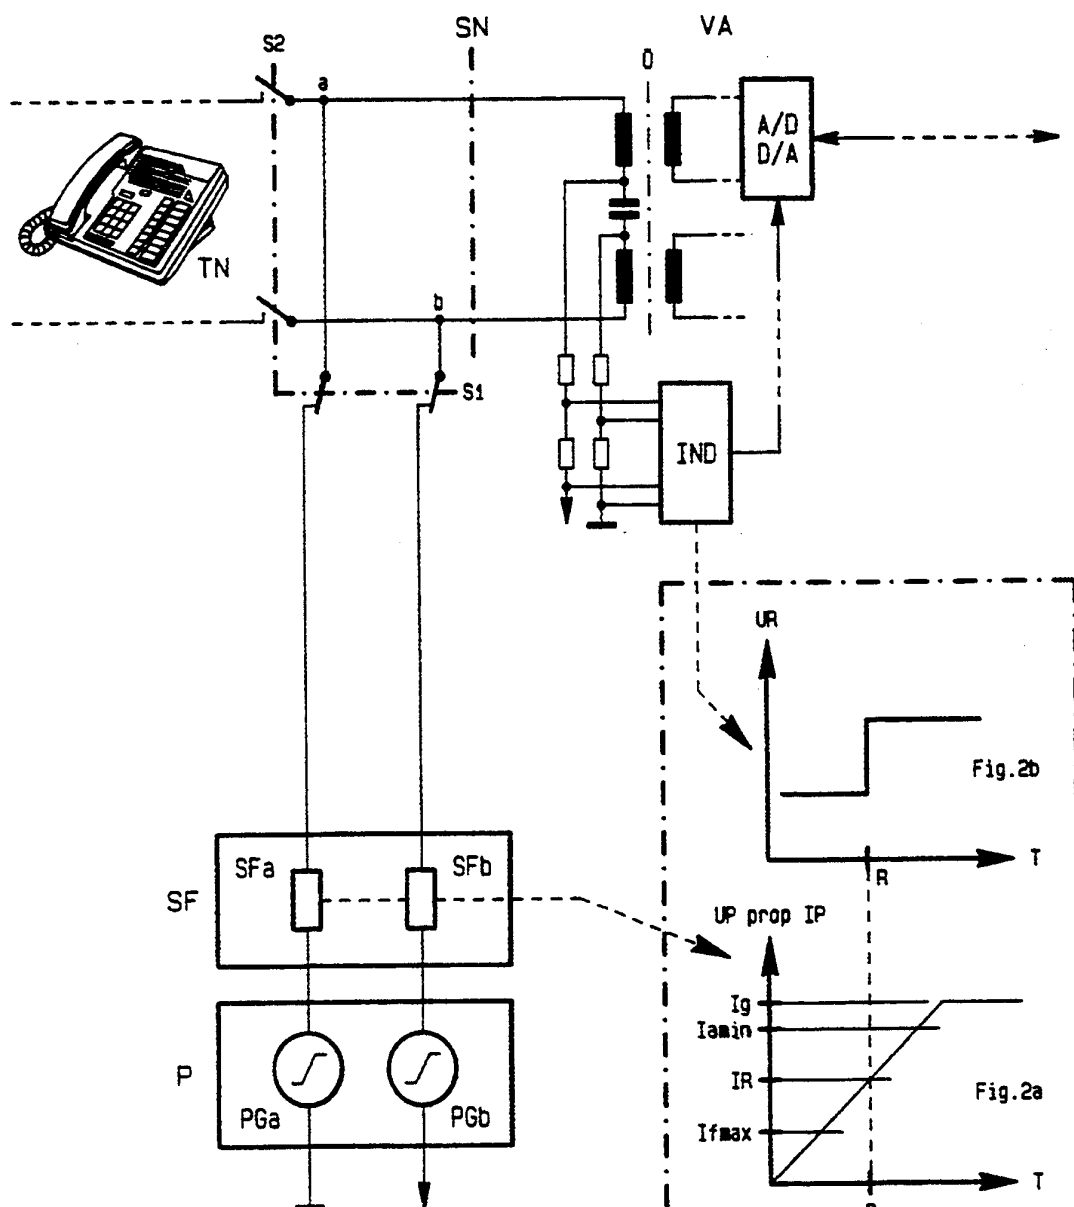 SN
VA
S2
a
Ü
A/D
D/A
TN
b
S1
IND
UR
Fig.2b
T
R
SFa
SFb
SF
UP prop IP
Ig
Iamin
P
IR
Fig.2a
PGa
PGb
Ifmax
T